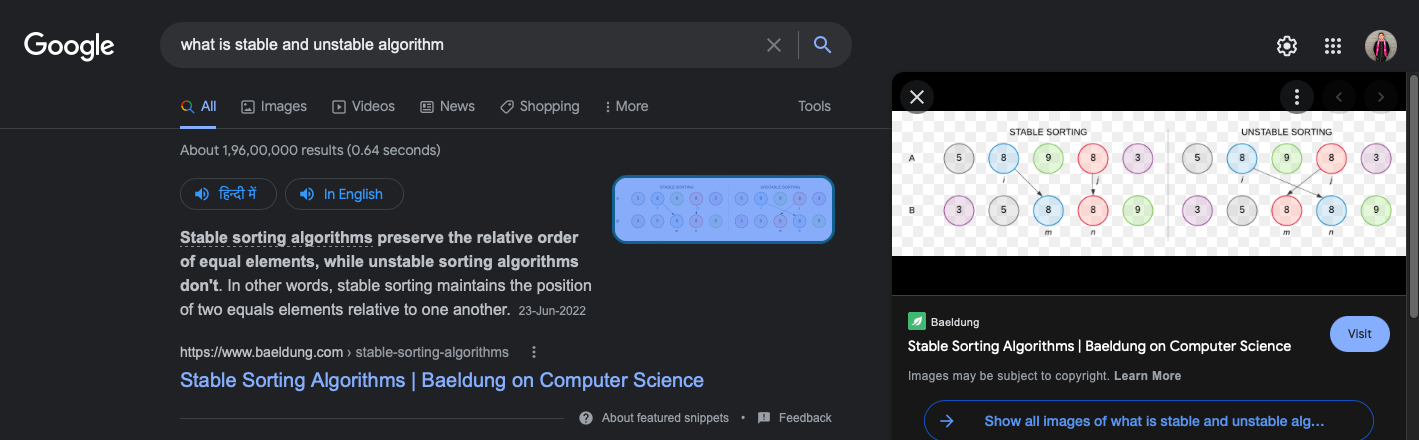 Google
what is stable and unstable algorithm
All Images Videos News Shopping More Tools
About 1,96,00,000 results (0.64 seconds)
हिन्दी में In English
Stable sorting algorithms preserve the relative order
of equal elements, while unstable sorting algorithms
don't. In other words, stable sorting maintains the position
of two equals elements relative to one another. 23-Jun-2022
STABLE SORTING UNSTABLE SORTING
https://www.baeldung.com › stable-sorting-algorithms
Stable Sorting Algorithms | Baeldung on Computer Science
About featured snippets • Feedback
STABLE SORTING UNSTABLE SORTING
A 5 8 9 8 3 5 8 9 8 3
i j i j
B 3 5 8 8 9 3 5 8 8 9
m n m n
Baeldung
Visit
Stable Sorting Algorithms | Baeldung on Computer Science
Images may be subject to copyright. Learn More
Show all images of what is stable and unstable alg...